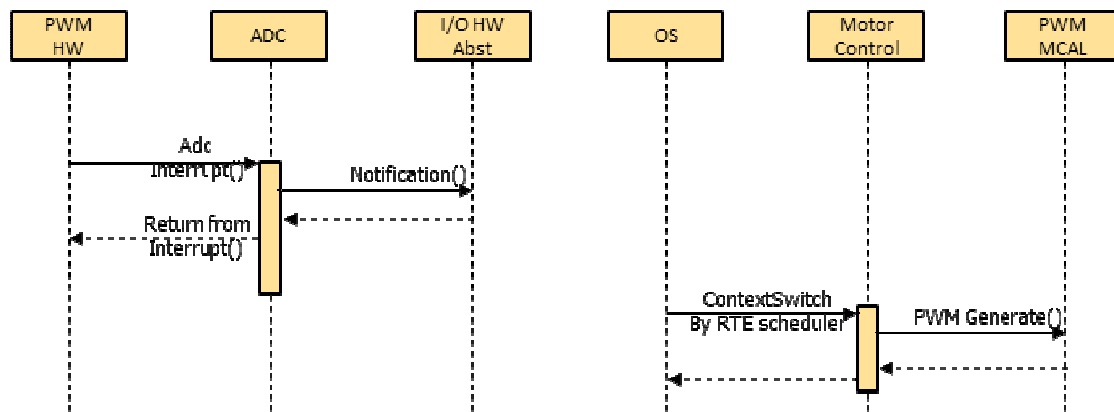 PWM
HW
ADC
I/O HW
Abst
OS
Motor
Control
PWM
MCAL
Adc
Interrupt()
Notification()
Return from
Interrupt()
ContextSwitch
By RTE scheduler
PWM Generate()